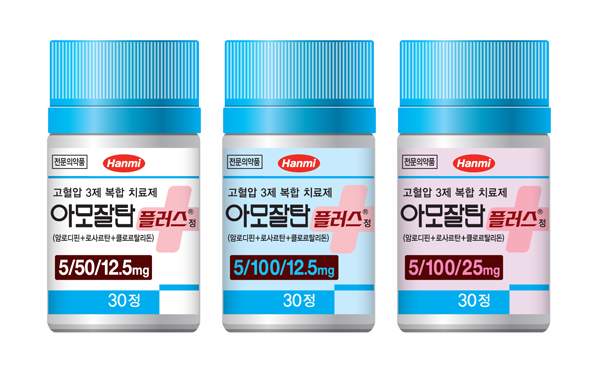 전문의약품
Hanmi
고혈압 3제 복합 치료제
아모잘탄 플러스® 정
(암로디핀+로사르탄+클로르탈리돈)
5/50/12.5mg
30정
전문의약품
Hanmi
고혈압 3제 복합 치료제
아모잘탄 플러스® 정
(암로디핀+로사르탄+클로르탈리돈)
5/100/12.5mg
30정
전문의약품
Hanmi
고혈압 3제 복합 치료제
아모잘탄 플러스® 정
(암로디핀+로사르탄+클로르탈리돈)
5/100/25mg
30정